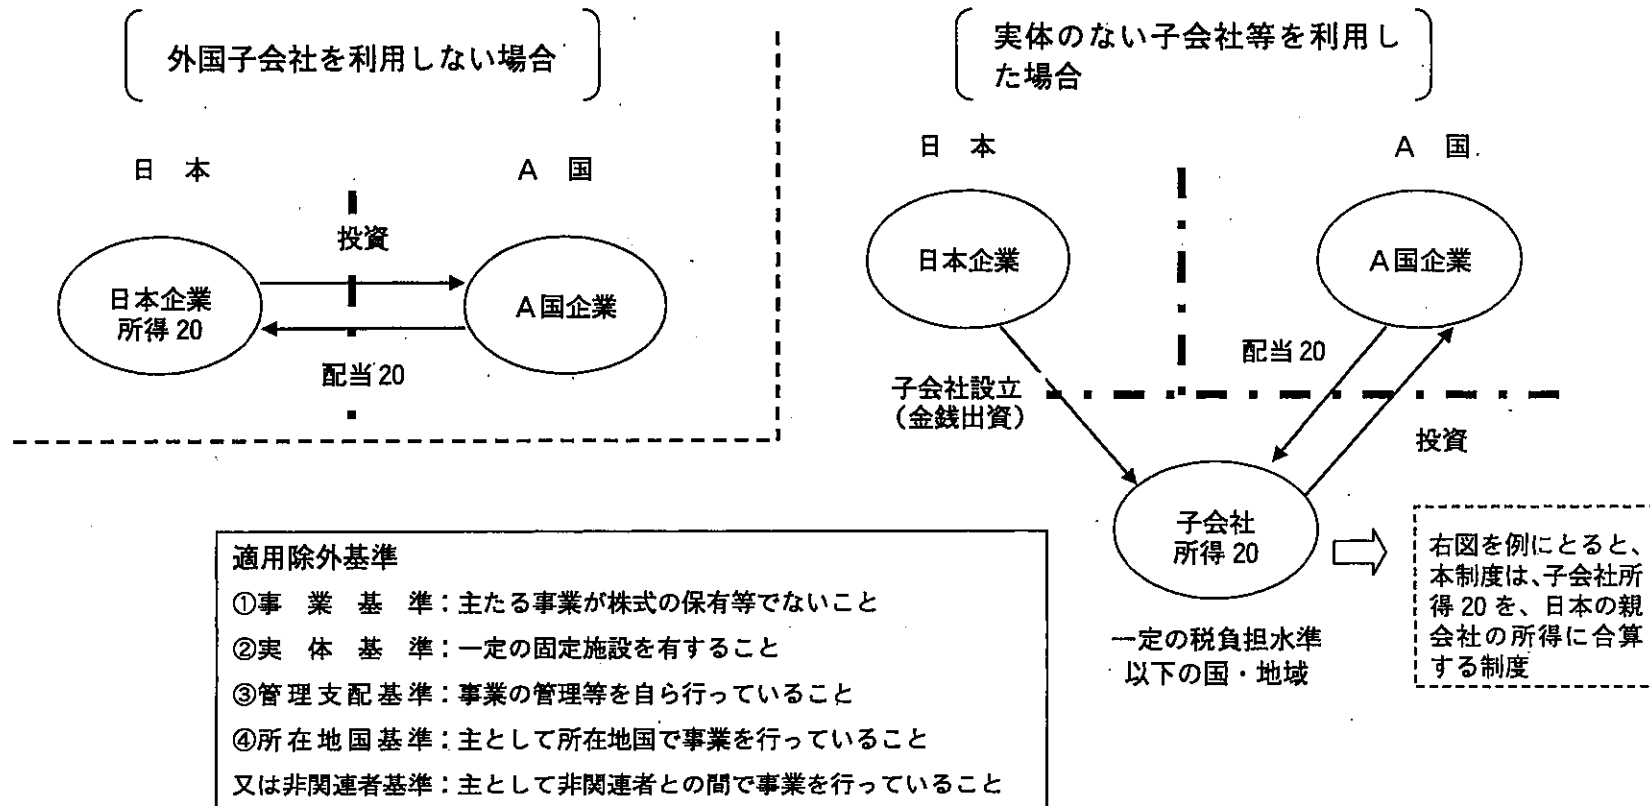 外国子会社を利用しない場合
日 本
A 国
投資
日本企業
所得 20
A国企業
配当 20
実体のない子会社等を利用し
た場合
日 本
A 国
日本企業
A国企業
配当 20
子会社設立
（金銭出資）
投資
子会社
所得 20
一定の税負担水準
以下の国・地域
右図を例にとると、
本制度は、子会社所
得 20 を、日本の親
会社の所得に合算
する制度
適用除外基準
①事 業 基 準：主たる事業が株式の保有等でないこと
②実 体 基 準：一定の固定施設を有すること
③管理支配基準：事業の管理等を自ら行っていること
④所在地国基準：主として所在地国で事業を行っていること
又は非関連者基準：主として非関連者との間で事業を行っていること